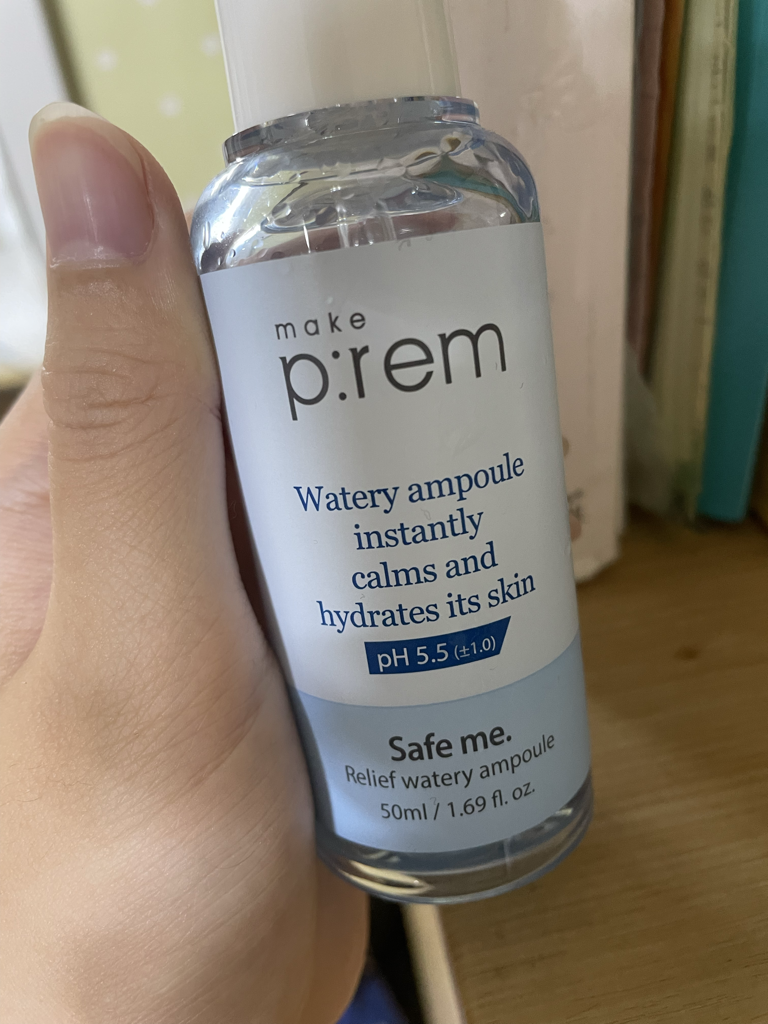 make
p:rem
Watery ampoule
instantly
calms and
hydrates its skin
pH 5.5 (±1.0)
Safe me.
Relief watery ampoule
50ml / 1.69 fl. oz.